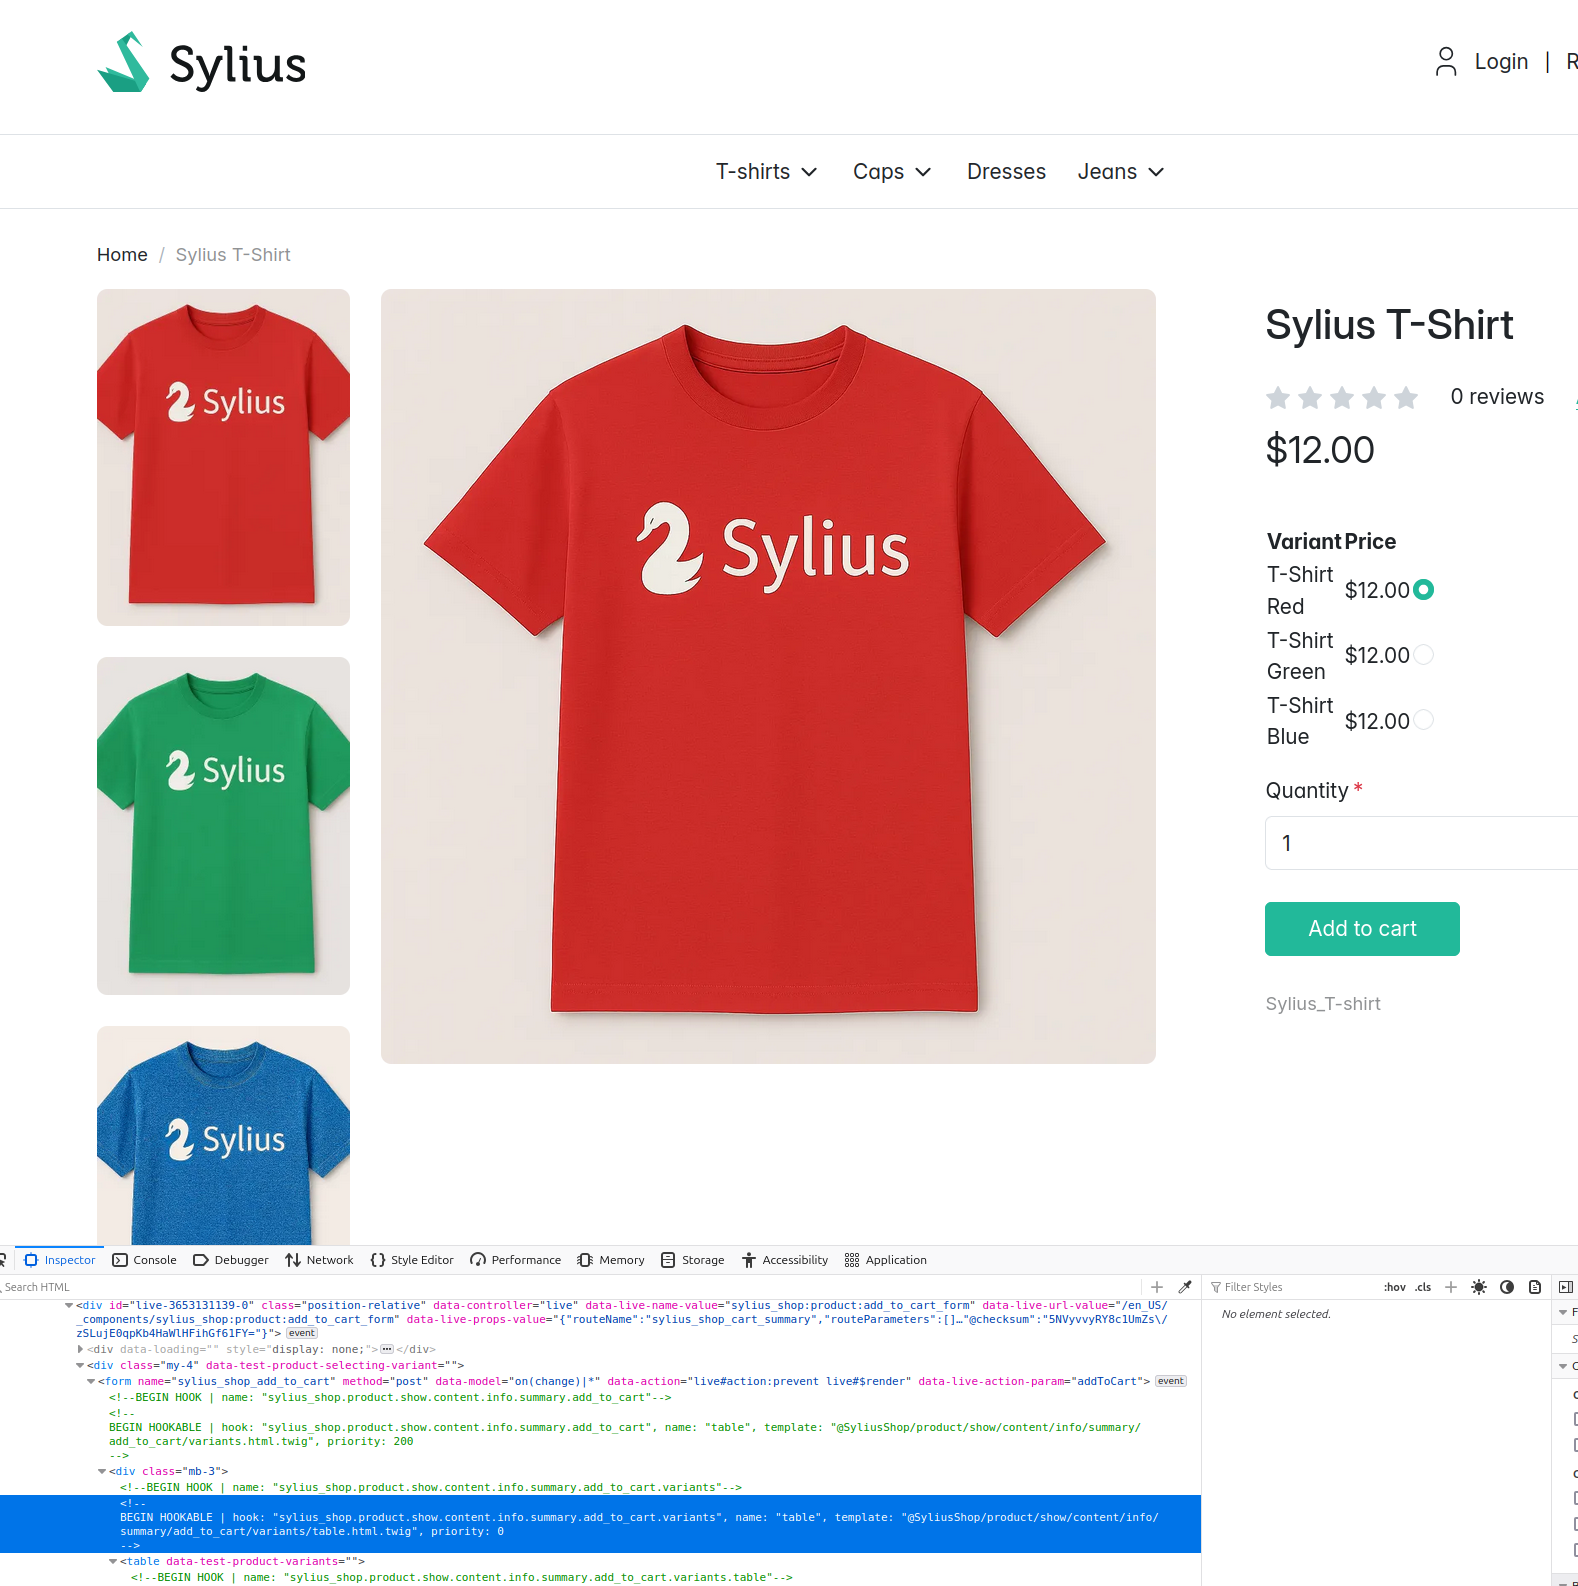 Sylius
Login | R
T-shirts Caps Dresses Jeans
Home / Sylius T-Shirt
Sylius
Sylius
Sylius
Sylius
Sylius T-Shirt
0 reviews
$12.00
Variant Price
T-Shirt Red $12.00
T-Shirt Green $12.00
T-Shirt Blue $12.00
Quantity *
1
Add to cart
Sylius_T-shirt
Inspector Console Debugger Network Style Editor Performance Memory Storage Accessibility Application
Search HTML
Filter Styles :hov .cls
No element selected.
<div id="live-3653131139-0" class="position-relative" data-controller="live" data-live-name-value="sylius_shop:product:add_to_cart_form" data-live-url-value="/en_US/
_components/sylius_shop:product:add_to_cart_form" data-live-props-value="{"routeName":"sylius_shop_cart_summary","routeParameters":[]…"@checksum":"5NVyvvyRY8c1UmZs\/
zSLujE0qpKb4HaWlHFihGf61FY="}"> event
<div data-loading="" style="display: none;"> ••• </div>
<div class="my-4" data-test-product-selecting-variant="">
<form name="sylius_shop_add_to_cart" method="post" data-model="on(change)|*" data-action="live#action:prevent live#$render" data-live-action-param="addToCart"> event
<!--BEGIN HOOK | name: "sylius_shop.product.show.content.info.summary.add_to_cart"-->
<!--
BEGIN HOOKABLE | hook: "sylius_shop.product.show.content.info.summary.add_to_cart", name: "table", template: "@SyliusShop/product/show/content/info/summary/
add_to_cart/variants.html.twig", priority: 200
-->
<div class="mb-3">
<!--BEGIN HOOK | name: "sylius_shop.product.show.content.info.summary.add_to_cart.variants"-->
<!--
BEGIN HOOKABLE | hook: "sylius_shop.product.show.content.info.summary.add_to_cart.variants", name: "table", template: "@SyliusShop/product/show/content/info/
summary/add_to_cart/variants/table.html.twig", priority: 0
-->
<table data-test-product-variants="">
<!--BEGIN HOOK | name: "sylius_shop.product.show.content.info.summary.add_to_cart.variants.table"-->